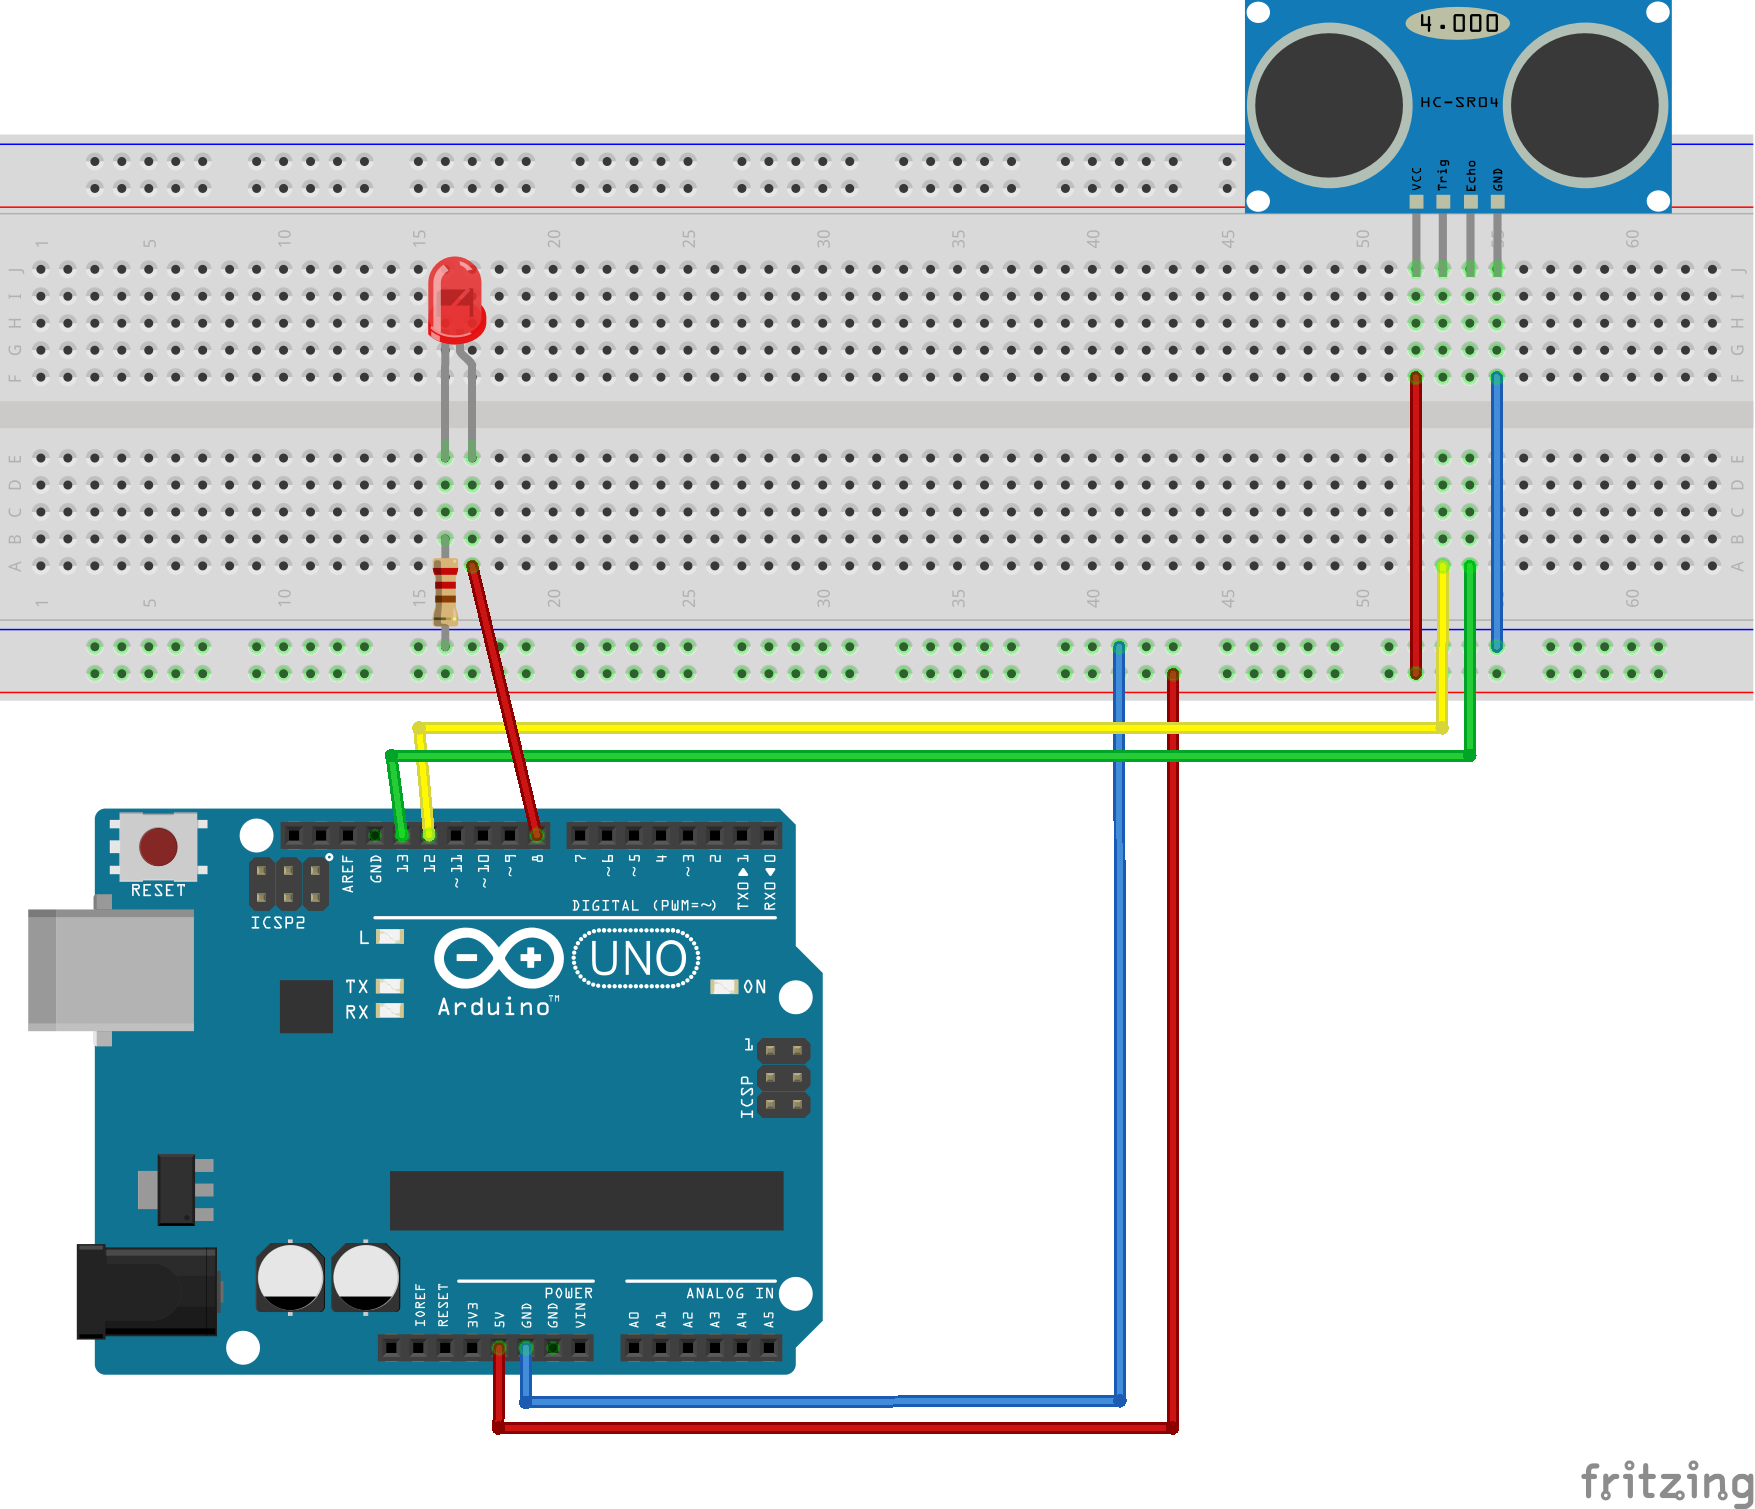 4.000
HC-SR04
VCC Trig Echo GND
1 5 10 15 20 25 30 35 40 45 50 60
J J
I I
H H
G G
F F
E E
D D
C C
B B
A A
1 5 10 15 20 25 30 35 40 45 50 60
RESET
ICSP2
AREF GND 13 12 ~11 ~10 ~9 8 7 ~6 ~5 4 ~3 2 TX0▶1 RX0◀0
DIGITAL (PWM=~)
L
TX
RX
Arduino™
UNO
ON
1
ICSP
POWER
ANALOG IN
IOREF RESET 3V3 5V GND GND VIN A0 A1 A2 A3 A4 A5
fritzing